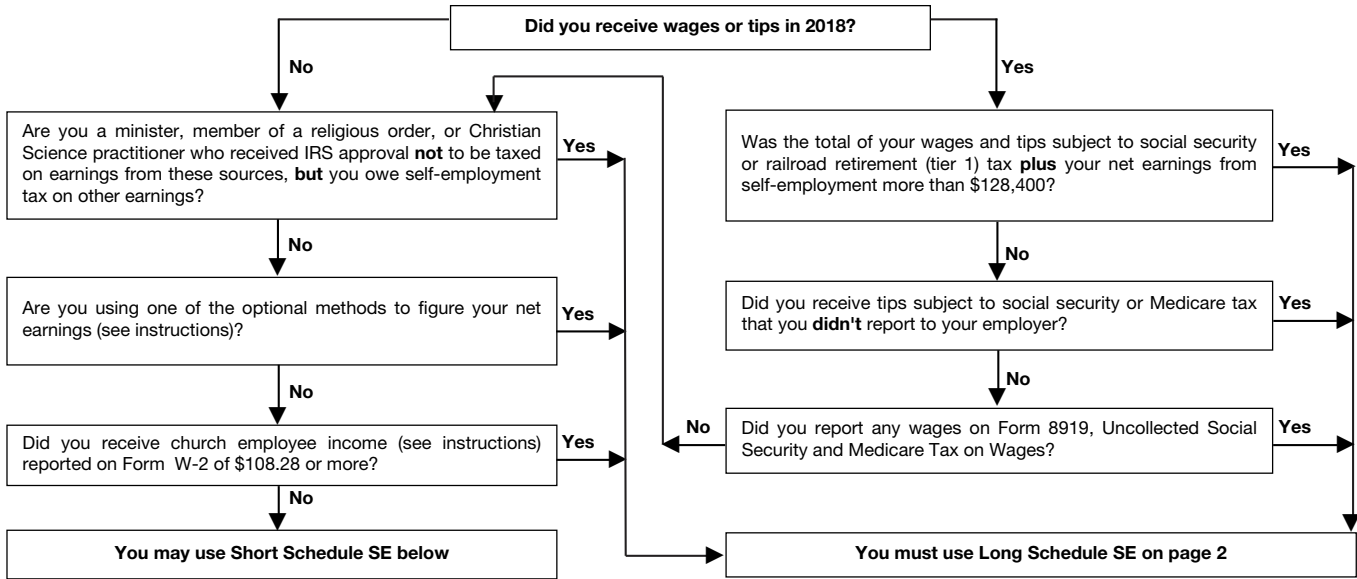 Did you receive wages or tips in 2018?
No
Yes
Are you a minister, member of a religious order, or Christian
Science practitioner who received IRS approval not to be taxed
on earnings from these sources, but you owe self-employment
tax on other earnings?
Yes
Was the total of your wages and tips subject to social security
or railroad retirement (tier 1) tax plus your net earnings from
self-employment more than $128,400?
Yes
No
No
Are you using one of the optional methods to figure your net
earnings (see instructions)?
Yes
Did you receive tips subject to social security or Medicare tax
that you didn't report to your employer?
Yes
No
No
Did you receive church employee income (see instructions)
reported on Form W-2 of $108.28 or more?
Yes
No
Did you report any wages on Form 8919, Uncollected Social
Security and Medicare Tax on Wages?
Yes
No
You may use Short Schedule SE below
You must use Long Schedule SE on page 2